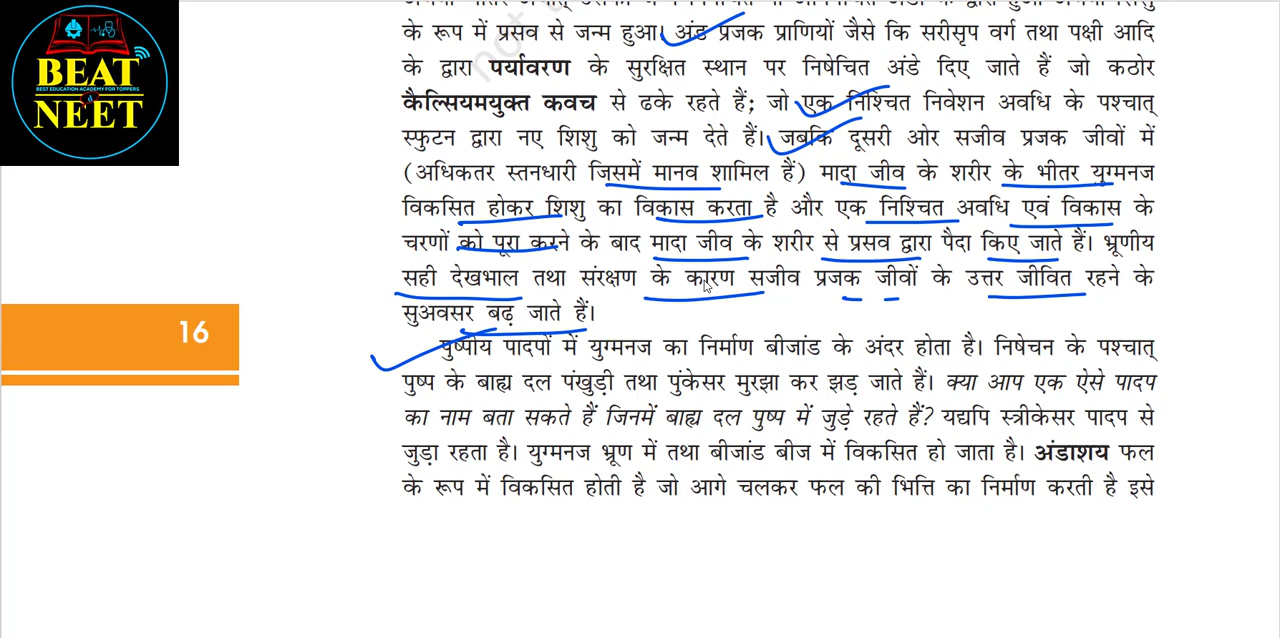 BEAT
BEST EDUCATION ACADEMY FOR TOPPERS
NEET
के रूप में प्रसव से जन्म हुआ। अंड प्रजक प्राणियों जैसे कि सरीसृप वर्ग तथा पक्षी आदि
के द्वारा पर्यावरण के सुरक्षित स्थान पर निषेचित अंडे दिए जाते हैं जो कठोर
कैल्सियमयुक्त कवच से ढके रहते हैं; जो एक निश्चित निवेशन अवधि के पश्चात्
स्फुटन द्वारा नए शिशु को जन्म देते हैं। जबकि दूसरी ओर सजीव प्रजक जीवों में
(अधिकतर स्तनधारी जिसमें मानव शामिल हैं) मादा जीव के शरीर के भीतर युग्मनज
विकसित होकर शिशु का विकास करता है और एक निश्चित अवधि एवं विकास के
चरणों को पूरा करने के बाद मादा जीव के शरीर से प्रसव द्वारा पैदा किए जाते हैं। भ्रूणीय
सही देखभाल तथा संरक्षण के कारण सजीव प्रजक जीवों के उत्तर जीवित रहने के
सुअवसर बढ़ जाते हैं।
16
पुष्पीय पादपों में युग्मनज का निर्माण बीजांड के अंदर होता है। निषेचन के पश्चात्
पुष्प के बाह्य दल पंखुड़ी तथा पुंकेसर मुरझा कर झड़ जाते हैं। क्या आप एक ऐसे पादप
का नाम बता सकते हैं जिनमें बाह्य दल पुष्प में जुड़े रहते हैं? यद्यपि स्त्रीकेसर पादप से
जुड़ा रहता है। युग्मनज भ्रूण में तथा बीजांड बीज में विकसित हो जाता है। अंडाशय फल
के रूप में विकसित होती है जो आगे चलकर फल की भित्ति का निर्माण करती है इसे